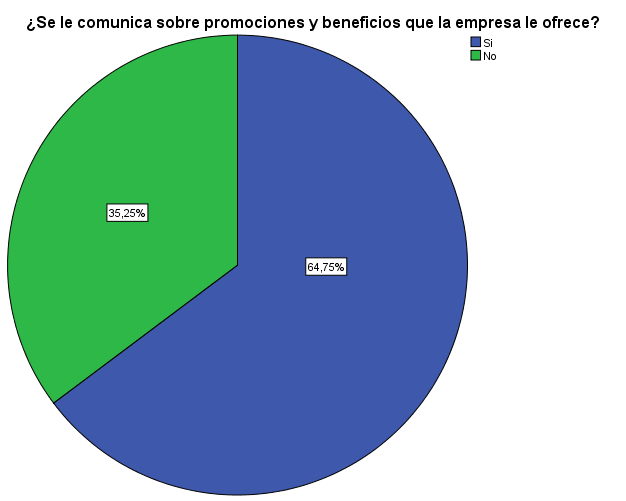 ¿Se le comunica sobre promociones y beneficios que la empresa le ofrece?
Si
No
35,25%
64,75%